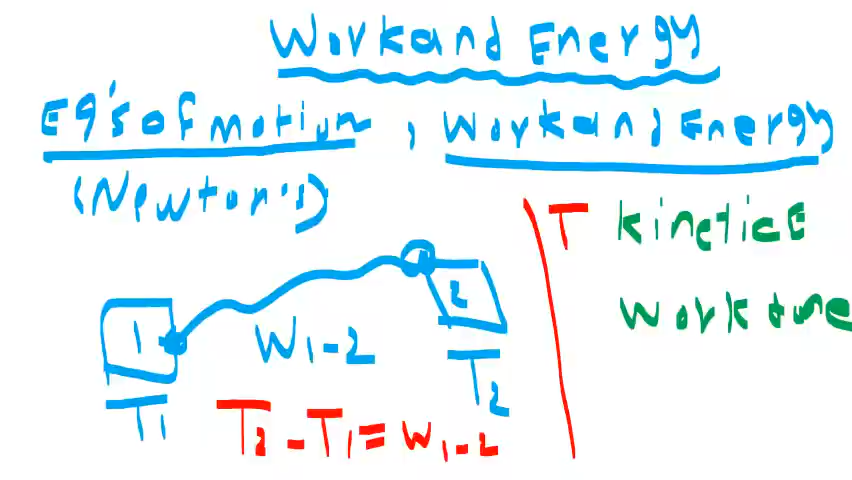 Work and Energy
Eq's of motion, Work and Energy
(Newton's)
T Kinetic E
1
2
W1-2
Work done
T1
T2
T2 - T1 = W1-2